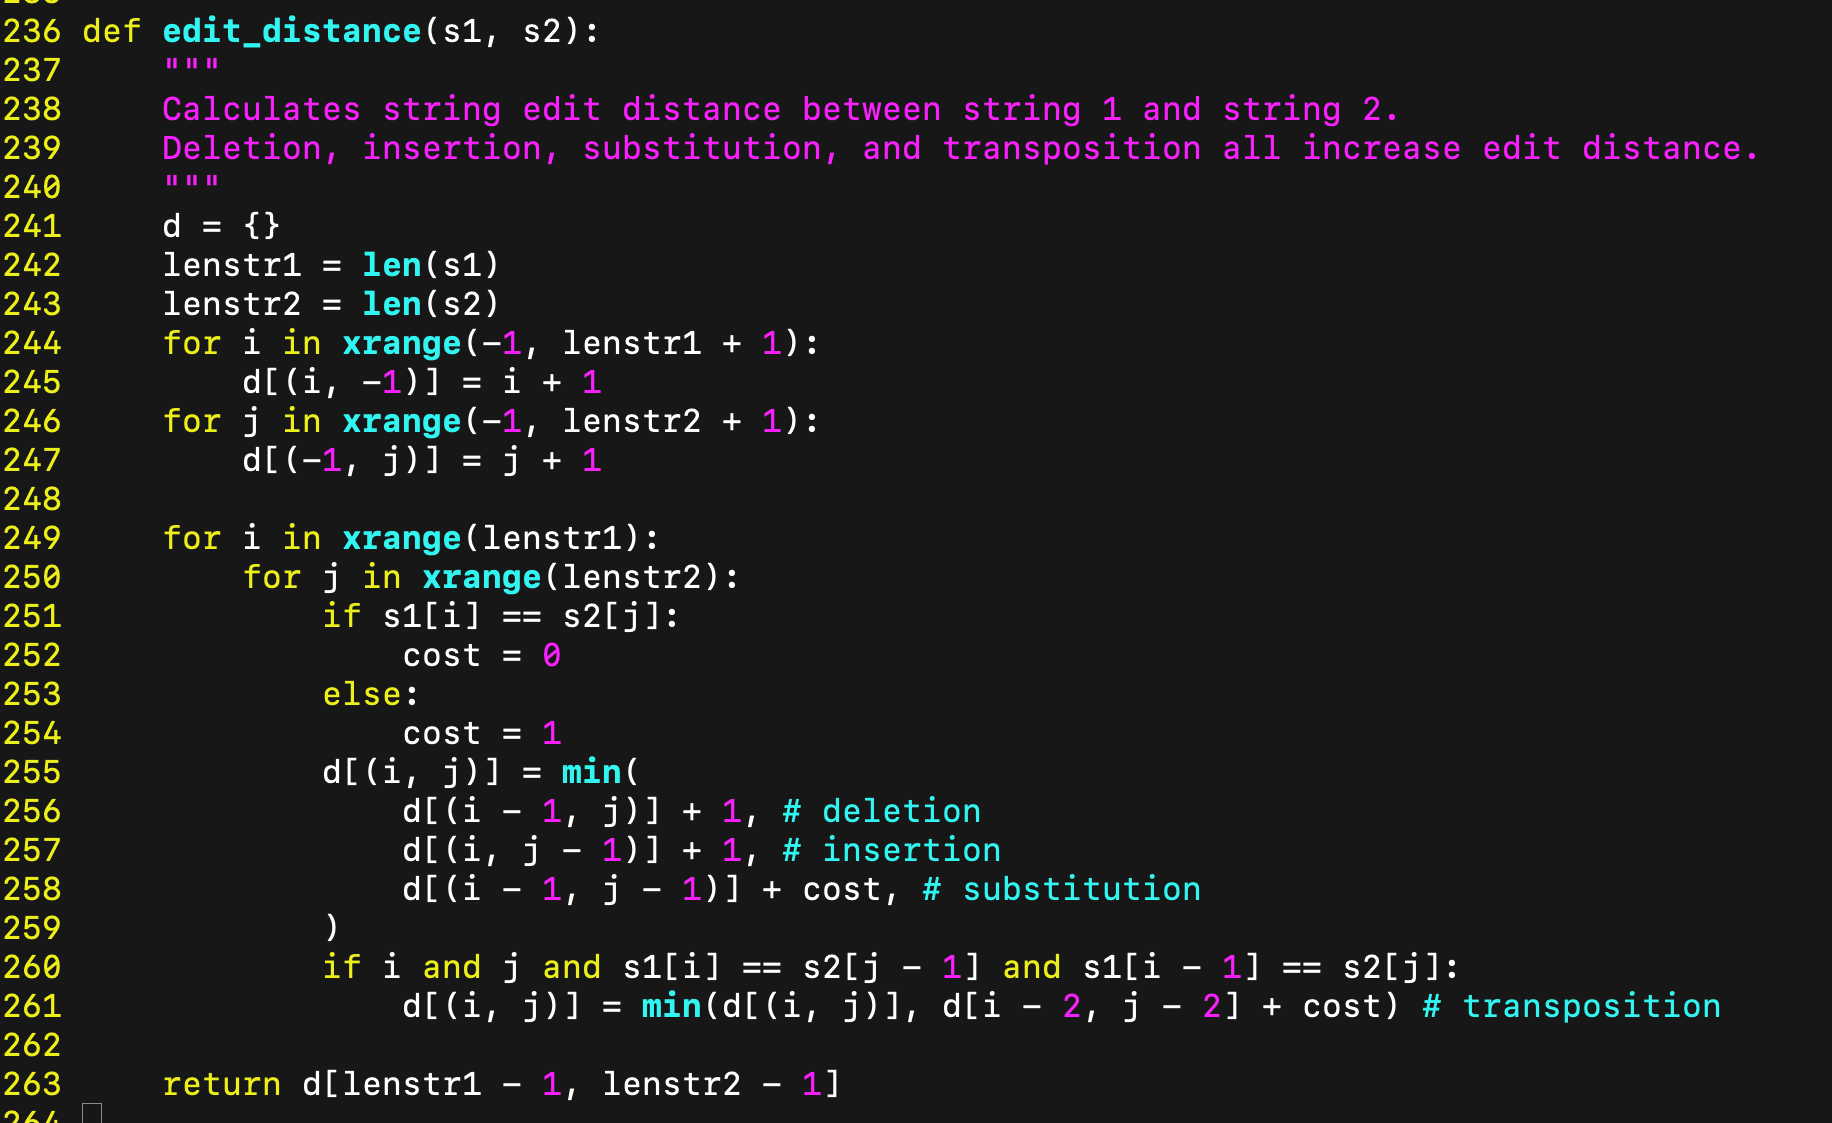 236 def edit_distance(s1, s2):
237     """
238     Calculates string edit distance between string 1 and string 2.
239     Deletion, insertion, substitution, and transposition all increase edit distance.
240     """
241     d = {}
242     lenstr1 = len(s1)
243     lenstr2 = len(s2)
244     for i in xrange(-1, lenstr1 + 1):
245         d[(i, -1)] = i + 1
246     for j in xrange(-1, lenstr2 + 1):
247         d[(-1, j)] = j + 1
248
249     for i in xrange(lenstr1):
250         for j in xrange(lenstr2):
251             if s1[i] == s2[j]:
252                 cost = 0
253             else:
254                 cost = 1
255             d[(i, j)] = min(
256                 d[(i - 1, j)] + 1, # deletion
257                 d[(i, j - 1)] + 1, # insertion
258                 d[(i - 1, j - 1)] + cost, # substitution
259             )
260             if i and j and s1[i] == s2[j - 1] and s1[i - 1] == s2[j]:
261                 d[(i, j)] = min(d[(i, j)], d[i - 2, j - 2] + cost) # transposition
262
263     return d[lenstr1 - 1, lenstr2 - 1]
264